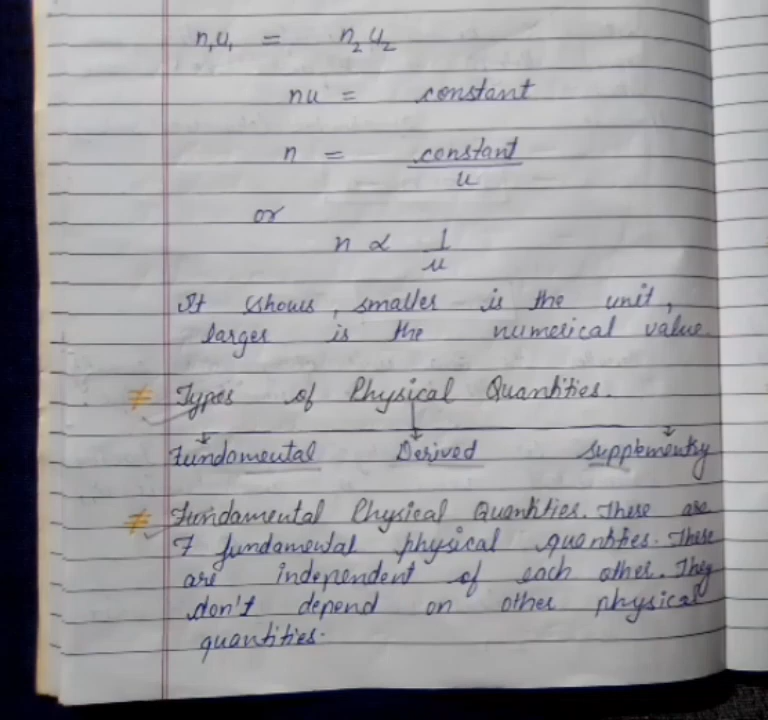 n₁u₁ = n₂u₂
nu = constant
n = constant / u
or
n ∝ 1 / u
It shows, smaller is the unit,
larger is the numerical value
Types of Physical Quantities.
Fundamental Derived Supplementry
Fundamental Physical Quantities. There are
7 fundamental physical quantities. These
are independent of each other. They
don't depend on other physical
quantities.